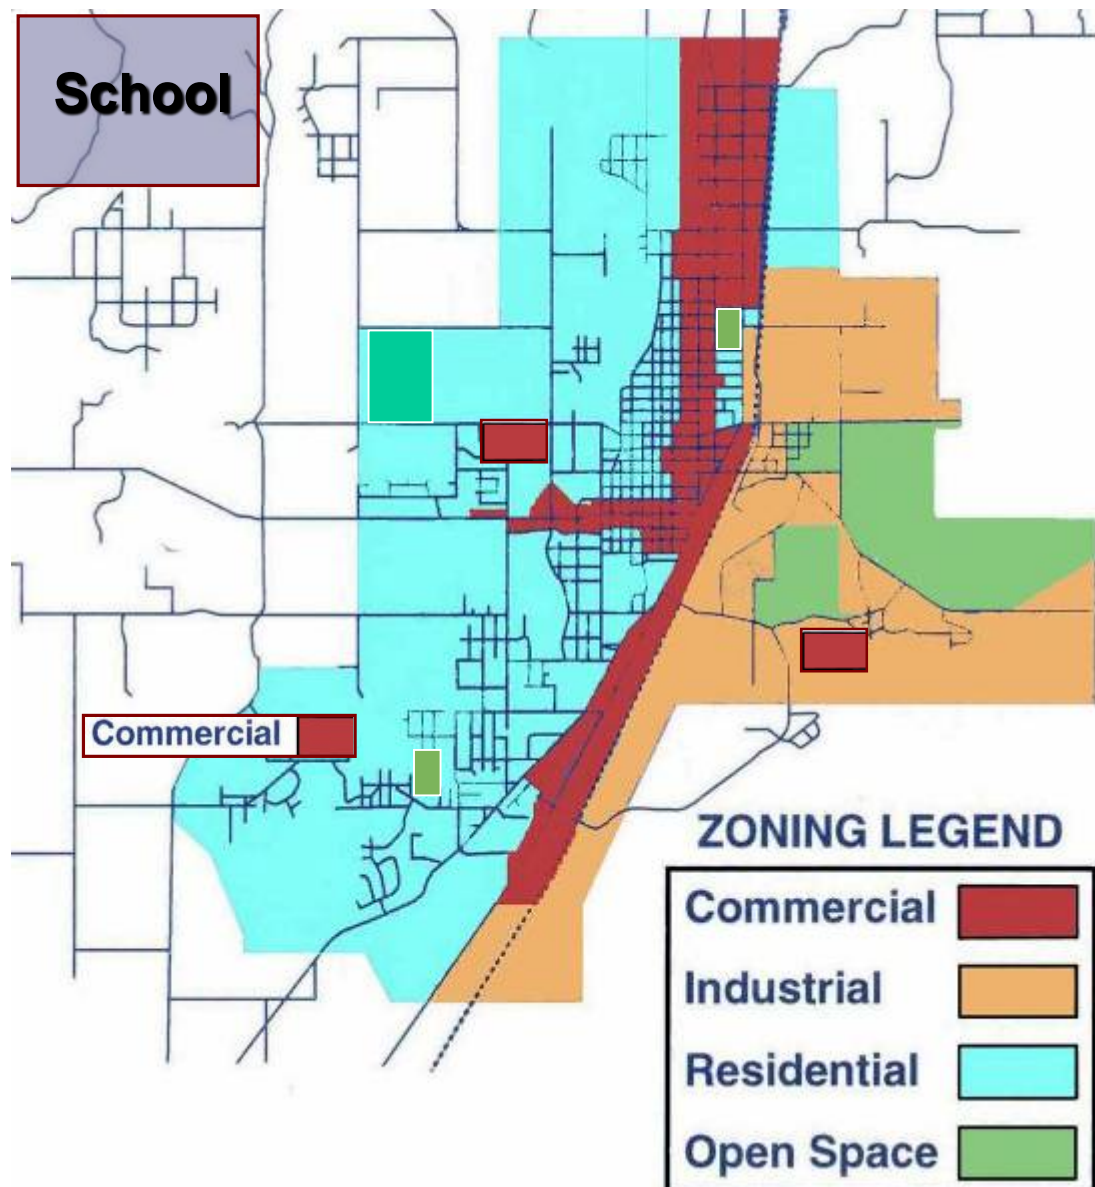 School
Commercial
ZONING LEGEND
Commercial
Industrial
Residential
Open Space